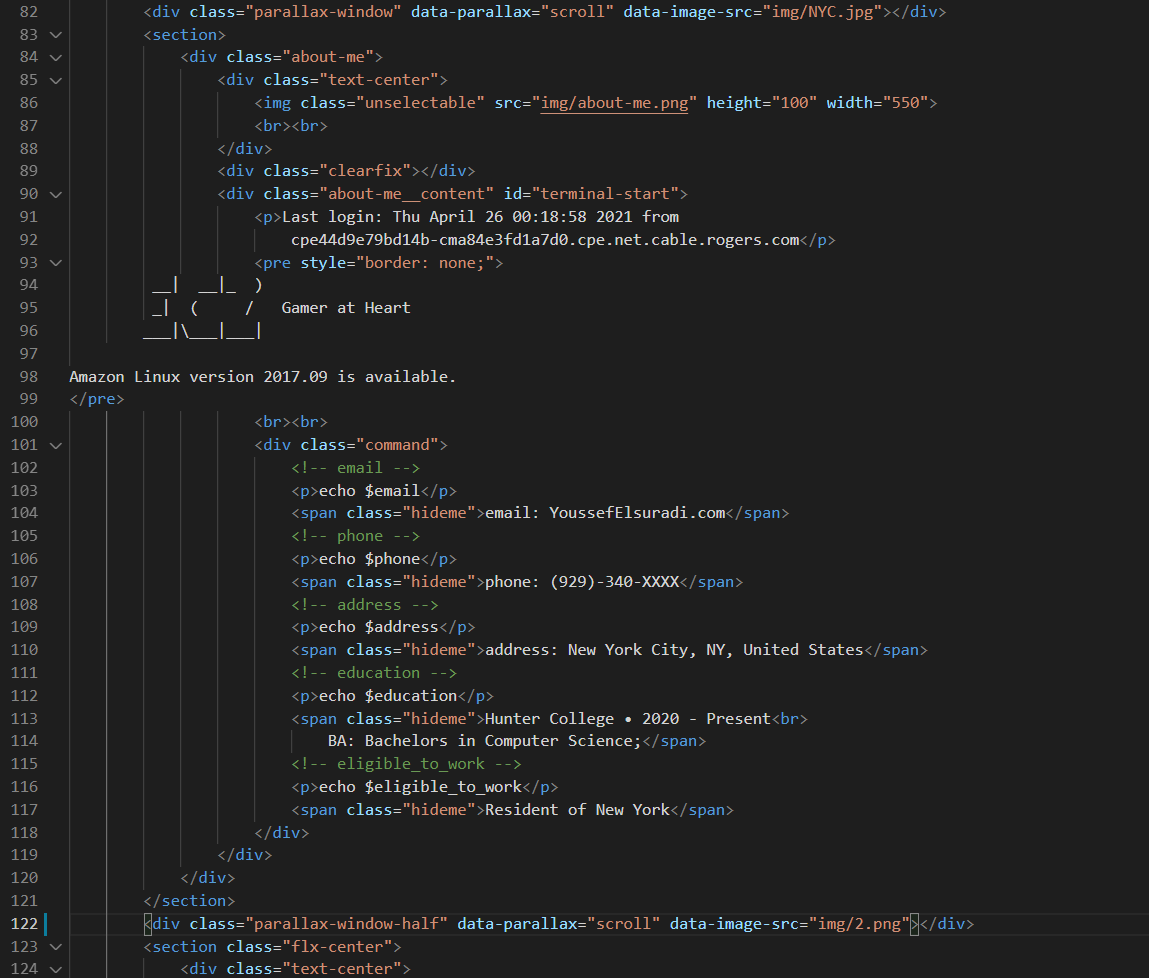 82 <div class="parallax-window" data-parallax="scroll" data-image-src="img/NYC.jpg"></div>
83 <section>
84 <div class="about-me">
85 <div class="text-center">
86 <img class="unselectable" src="img/about-me.png" height="100" width="550">
87 <br><br>
88 </div>
89 <div class="clearfix"></div>
90 <div class="about-me__content" id="terminal-start">
91 <p>Last login: Thu April 26 00:18:58 2021 from
92 cpe44d9e79bd14b-cma84e3fd1a7d0.cpe.net.cable.rogers.com</p>
93 <pre style="border: none;">
94 __|  __|_  )
95 _|  (     /   Gamer at Heart
96 ___|\___|___|
97
98 Amazon Linux version 2017.09 is available.
99 </pre>
100 <br><br>
101 <div class="command">
102 <!-- email -->
103 <p>echo $email</p>
104 <span class="hideme">email: YoussefElsuradi.com</span>
105 <!-- phone -->
106 <p>echo $phone</p>
107 <span class="hideme">phone: (929)-340-XXXX</span>
108 <!-- address -->
109 <p>echo $address</p>
110 <span class="hideme">address: New York City, NY, United States</span>
111 <!-- education -->
112 <p>echo $education</p>
113 <span class="hideme">Hunter College • 2020 - Present<br>
114 BA: Bachelors in Computer Science;</span>
115 <!-- eligible_to_work -->
116 <p>echo $eligible_to_work</p>
117 <span class="hideme">Resident of New York</span>
118 </div>
119 </div>
120 </div>
121 </section>
122 <div class="parallax-window-half" data-parallax="scroll" data-image-src="img/2.png"></div>
123 <section class="flx-center">
124 <div class="text-center">